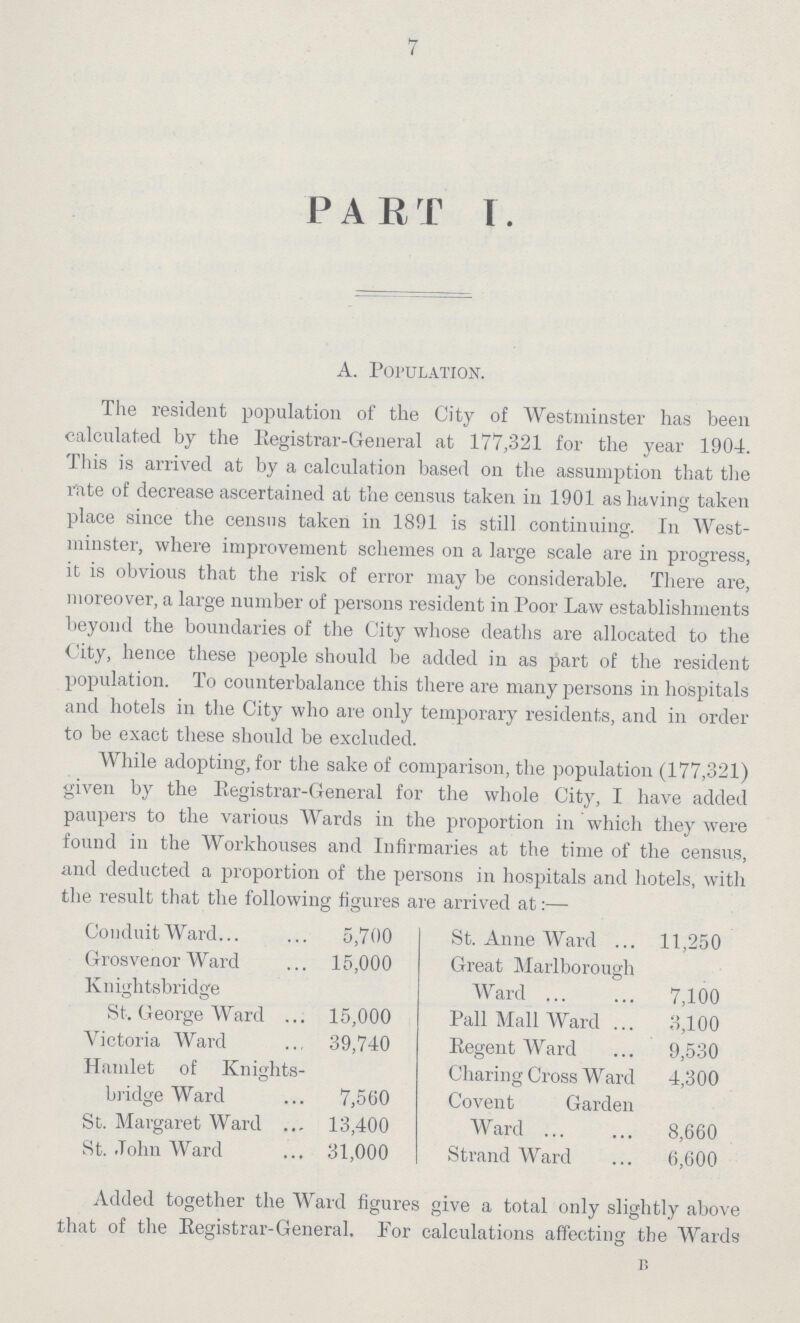 7
PART I.
A. Population.
The resident population of the City of Westminster has been
calculated by the Registrar-General at 177,321 for the year 1904.
This is arrived at by a calculation based on the assumption that the
rate of decrease ascertained at the census taken in 1901 as having taken
place since the census taken in 1891 is still continuing. In West-
minster, where improvement schemes on a large scale are in progress,
it is obvious that the risk of error may be considerable. There are,
moreover, a large number of persons resident in Poor Law establishments
beyond the boundaries of the City whose deaths are allocated to the
City, hence these people should be added in as part of the resident
population. To counterbalance this there are many persons in hospitals
and hotels in the City who are only temporary residents, and in order
to be exact these should be excluded.
While adopting, for the sake of comparison, the population (177,321)
given by the Registrar-General for the whole City, I have added
paupers to the various Wards in the proportion in which they were
found in the Workhouses and Infirmaries at the time of the census,
and deducted a proportion of the persons in hospitals and hotels, with
the result that the following figures are arrived at:—
Conduit Ward... ... 5,700
Grosvenor Ward ... 15,000
Knightsbridge
St. George Ward ... 15,000
Victoria Ward ... 39,740
Hamlet of Knights-
bridge Ward ... 7,560
St. Margaret Ward ... 13,400
St. John Ward ... 31,000
St. Anne Ward ... 11,250
Great Marlborough
Ward ... ... 7,100
Pall Mall Ward ... 3,100
Regent Ward ... 9,530
Charing Cross Ward 4,300
Covent Garden
Ward ... ... 8,660
Strand Ward ... 6,600
Added together the Ward figures give a total only slightly above
that of the Registrar-General. For calculations affecting the Wards
B